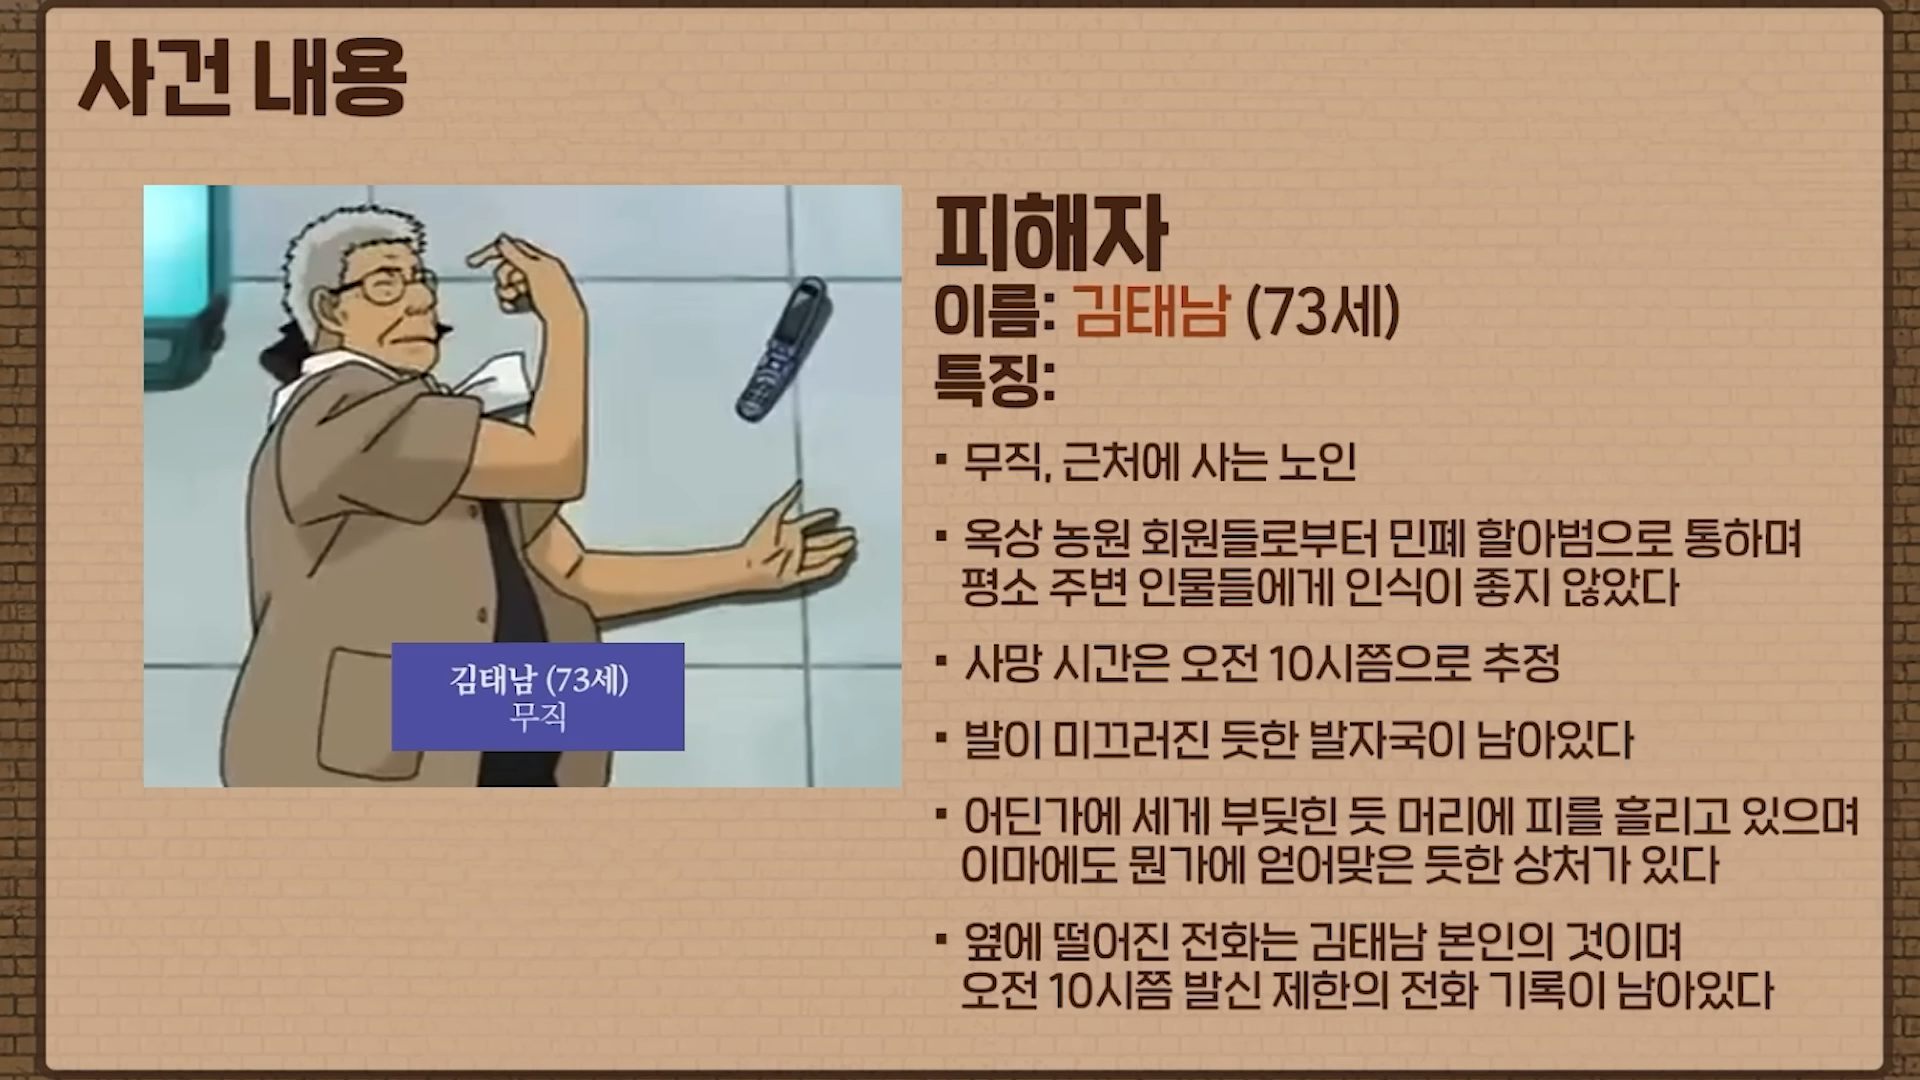 사건 내용
피해자
이름: 김태남 (73세)
특징:
▪ 무직, 근처에 사는 노인
▪ 옥상 농원 회원들로부터 민폐 할아범으로 통하며
평소 주변 인물들에게 인식이 좋지 않았다
▪ 사망 시간은 오전 10시쯤으로 추정
▪ 발이 미끄러진 듯한 발자국이 남아있다
▪ 어딘가에 세게 부딪힌 듯 머리에 피를 흘리고 있으며
이마에도 뭔가에 얻어맞은 듯한 상처가 있다
▪ 옆에 떨어진 전화는 김태남 본인의 것이며
오전 10시쯤 발신 제한의 전화 기록이 남아있다
김태남 (73세)
무직